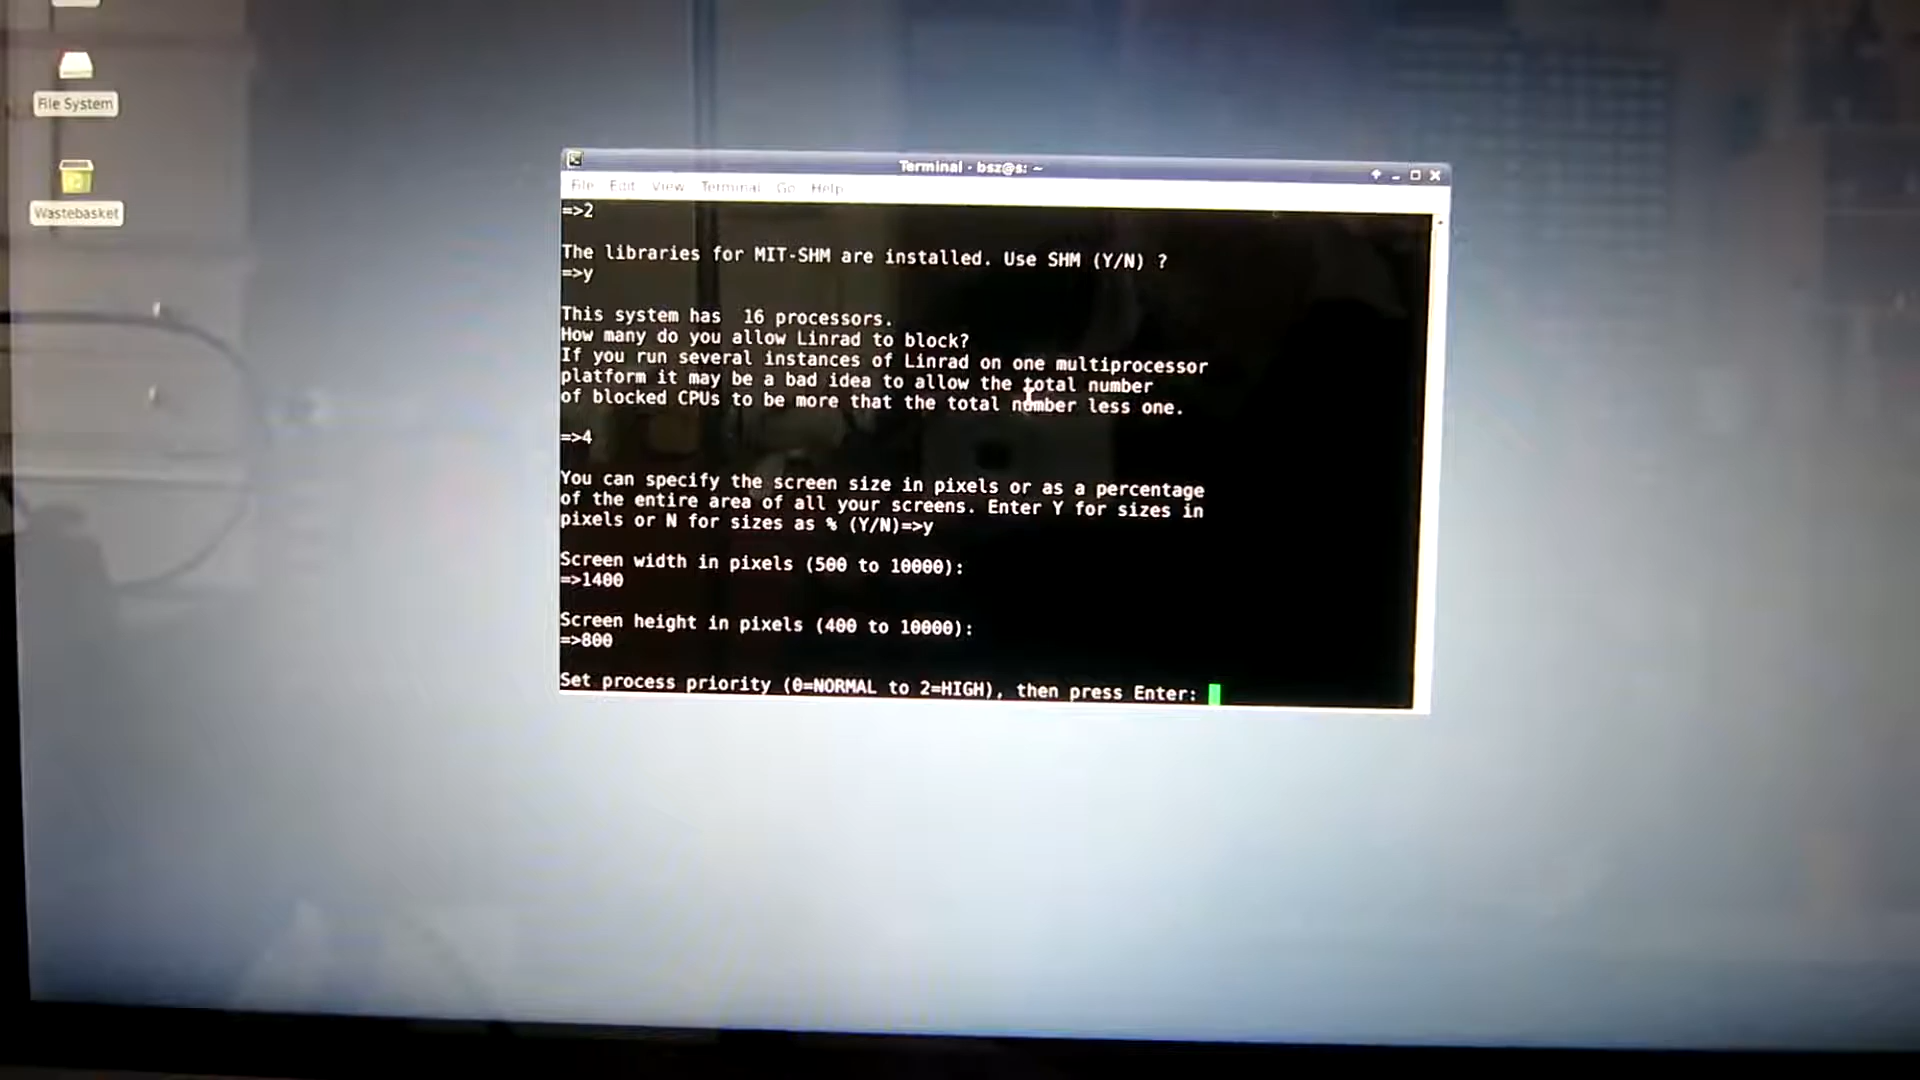 File System
Wastebasket
Terminal - bsz@s: ~
File Edit View Terminal Go Help
=>2
The libraries for MIT-SHM are installed. Use SHM (Y/N) ?
=>y
This system has  16 processors.
How many do you allow Linrad to block?
If you run several instances of Linrad on one multiprocessor
platform it may be a bad idea to allow the total number
of blocked CPUs to be more that the total number less one.
=>4
You can specify the screen size in pixels or as a percentage
of the entire area of all your screens. Enter Y for sizes in
pixels or N for sizes as % (Y/N)=>y
Screen width in pixels (500 to 10000):
=>1400
Screen height in pixels (400 to 10000):
=>800
Set process priority (0=NORMAL to 2=HIGH), then press Enter: